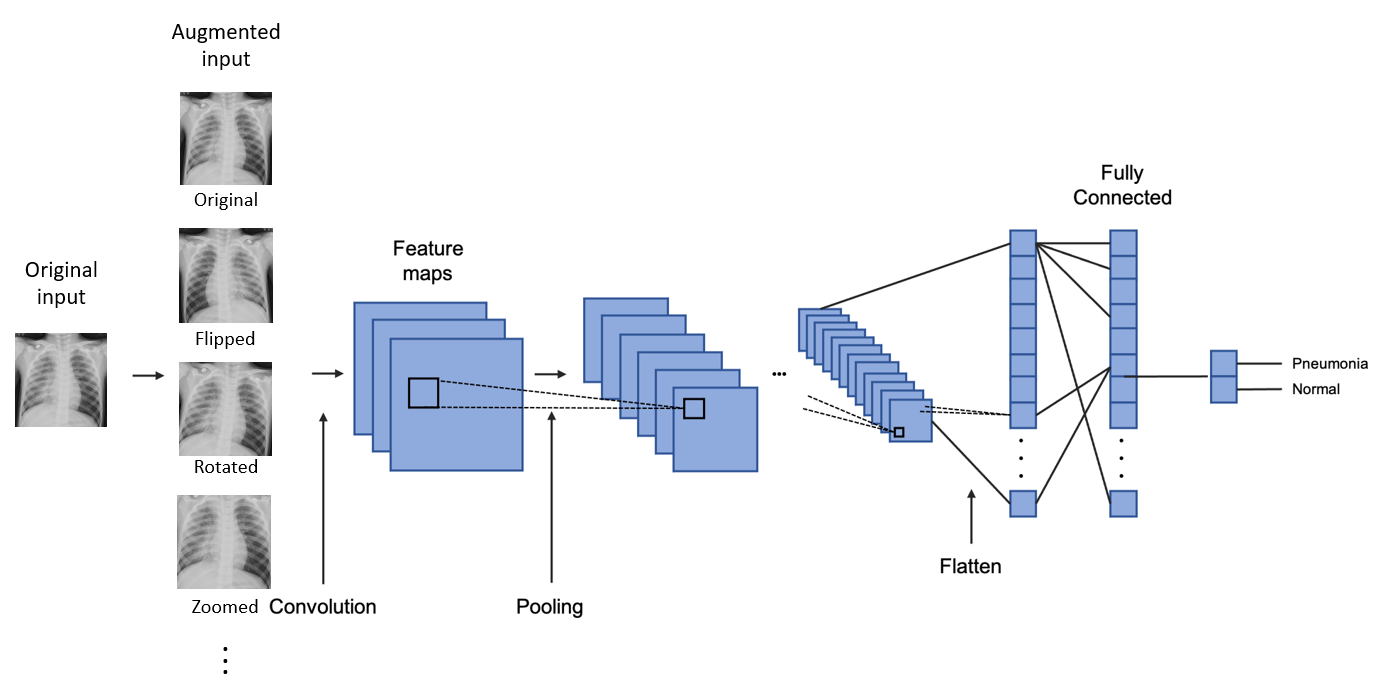 Augmented
input
Original
Flipped
Rotated
Zoomed
Original
input
Feature
maps
Convolution
Pooling
...
Flatten
Fully
Connected
Pneumonia
Normal